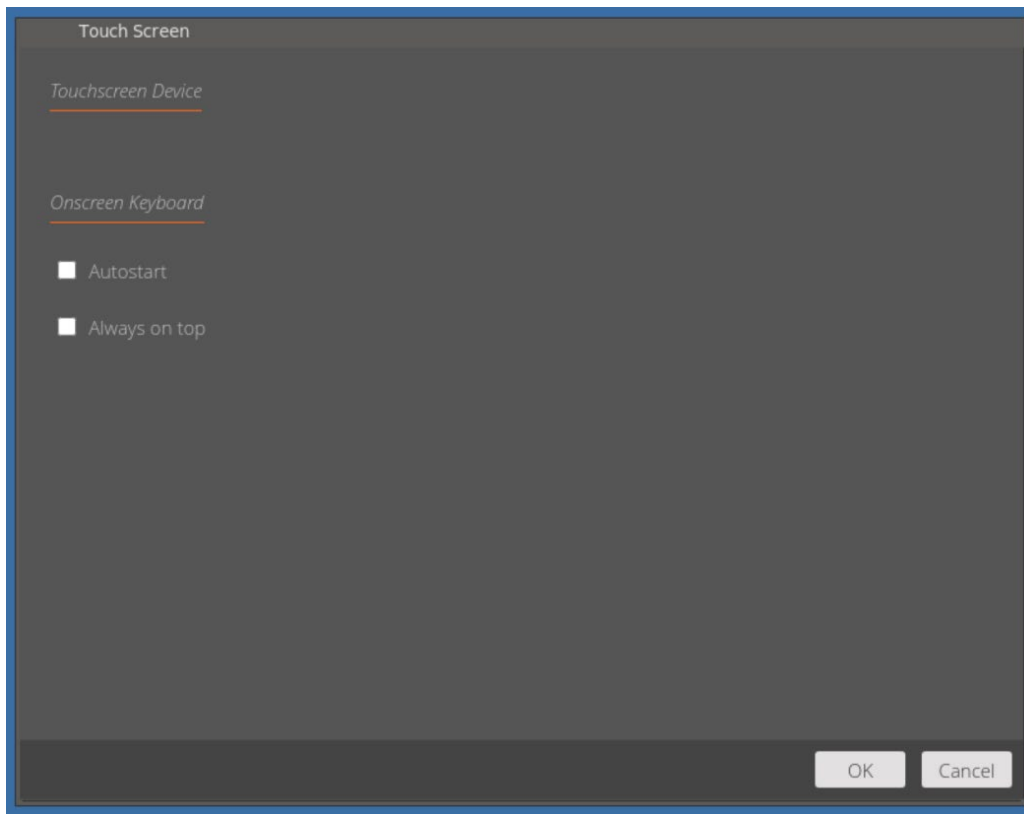 Touch Screen
Touchscreen Device
Onscreen Keyboard
Autostart
Always on top
OK Cancel